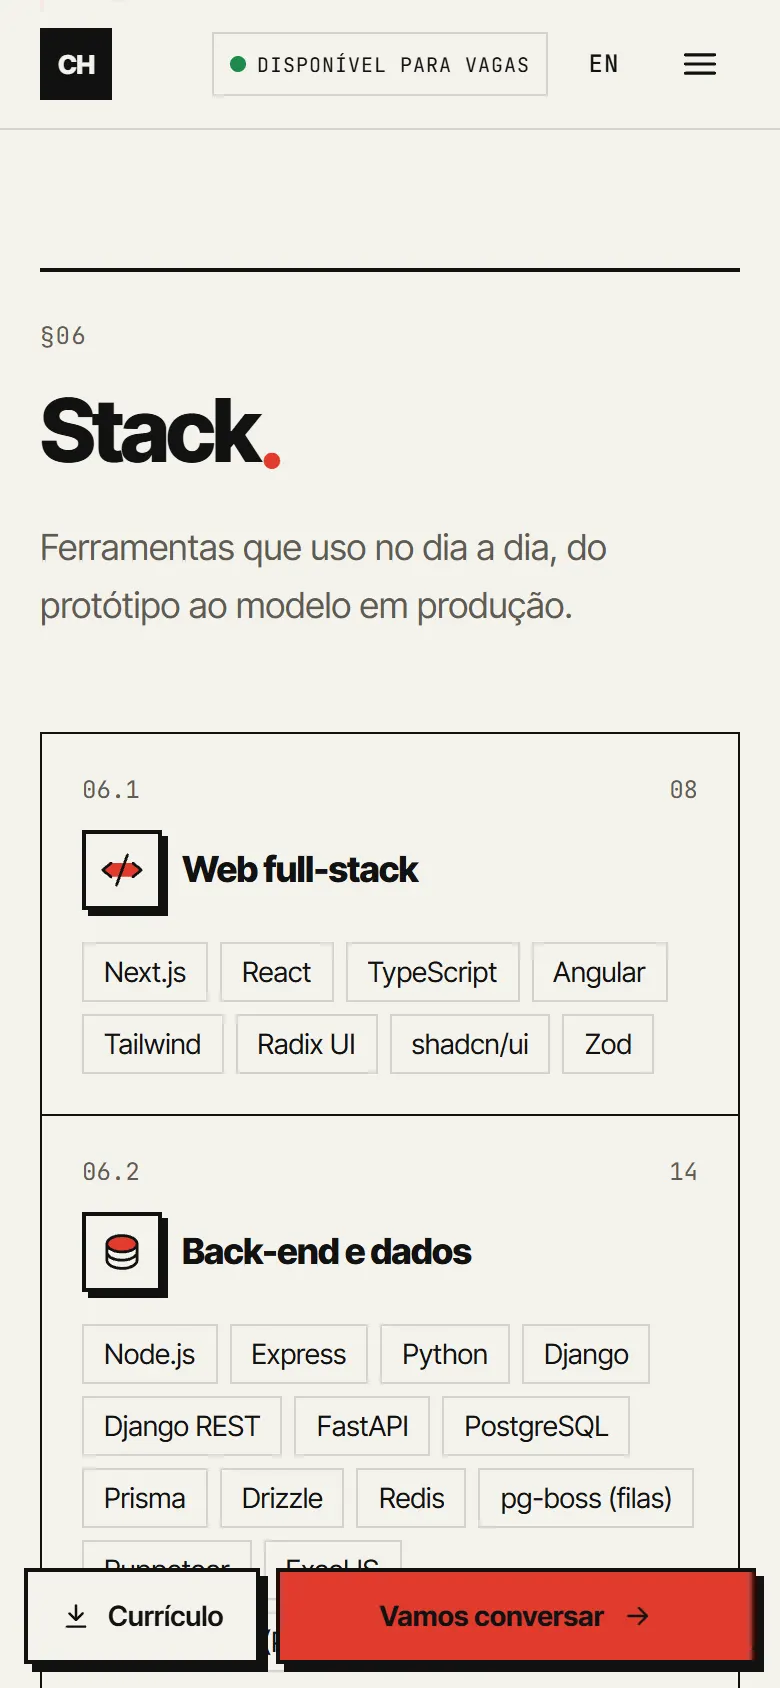 CH
DISPONÍVEL PARA VAGAS
EN
§06
Stack.
Ferramentas que uso no dia a dia, do
protótipo ao modelo em produção.
06.1 08
Web full-stack
Next.js React TypeScript Angular
Tailwind Radix UI shadcn/ui Zod
06.2 14
Back-end e dados
Node.js Express Python Django
Django REST FastAPI PostgreSQL
Prisma Drizzle Redis pg-boss (filas)
Puppeteer ExcelJS
Currículo Vamos conversar →